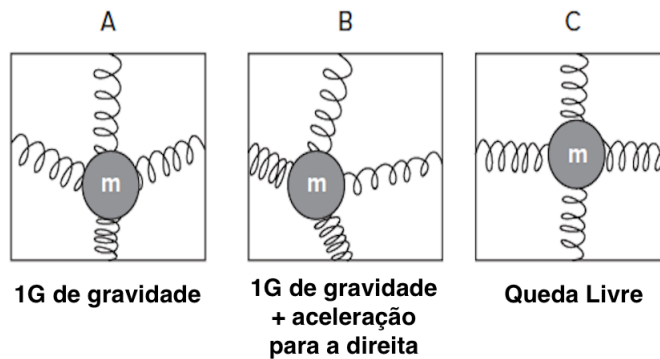 A
B
C
m
m
m
1G de gravidade
1G de gravidade
+ aceleração
para a direita
Queda Livre